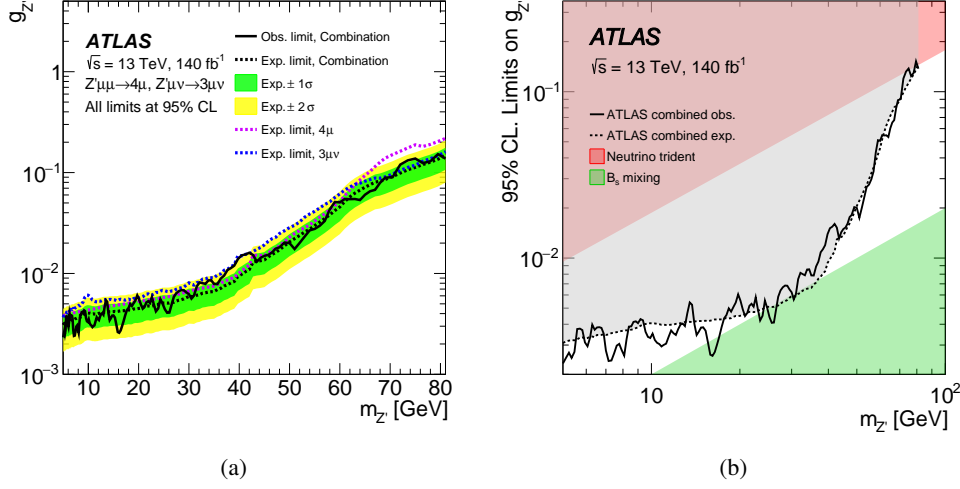 g_Z'
ATLAS
√s = 13 TeV, 140 fb⁻¹
Z'μμ→4μ, Z'μν→3μν
All limits at 95% CL
Obs. limit, Combination
Exp. limit, Combination
Exp. ± 1σ
Exp. ± 2 σ
Exp. limit, 4μ
Exp. limit, 3μν
1
10⁻¹
10⁻²
10⁻³
10 20 30 40 50 60 70 80
m_Z' [GeV]
(a)
95% CL. Limits on g_Z'
ATLAS
√s = 13 TeV, 140 fb⁻¹
ATLAS combined obs.
ATLAS combined exp.
Neutrino trident
B_s mixing
10⁻¹
10⁻²
10 10²
m_Z' [GeV]
(b)